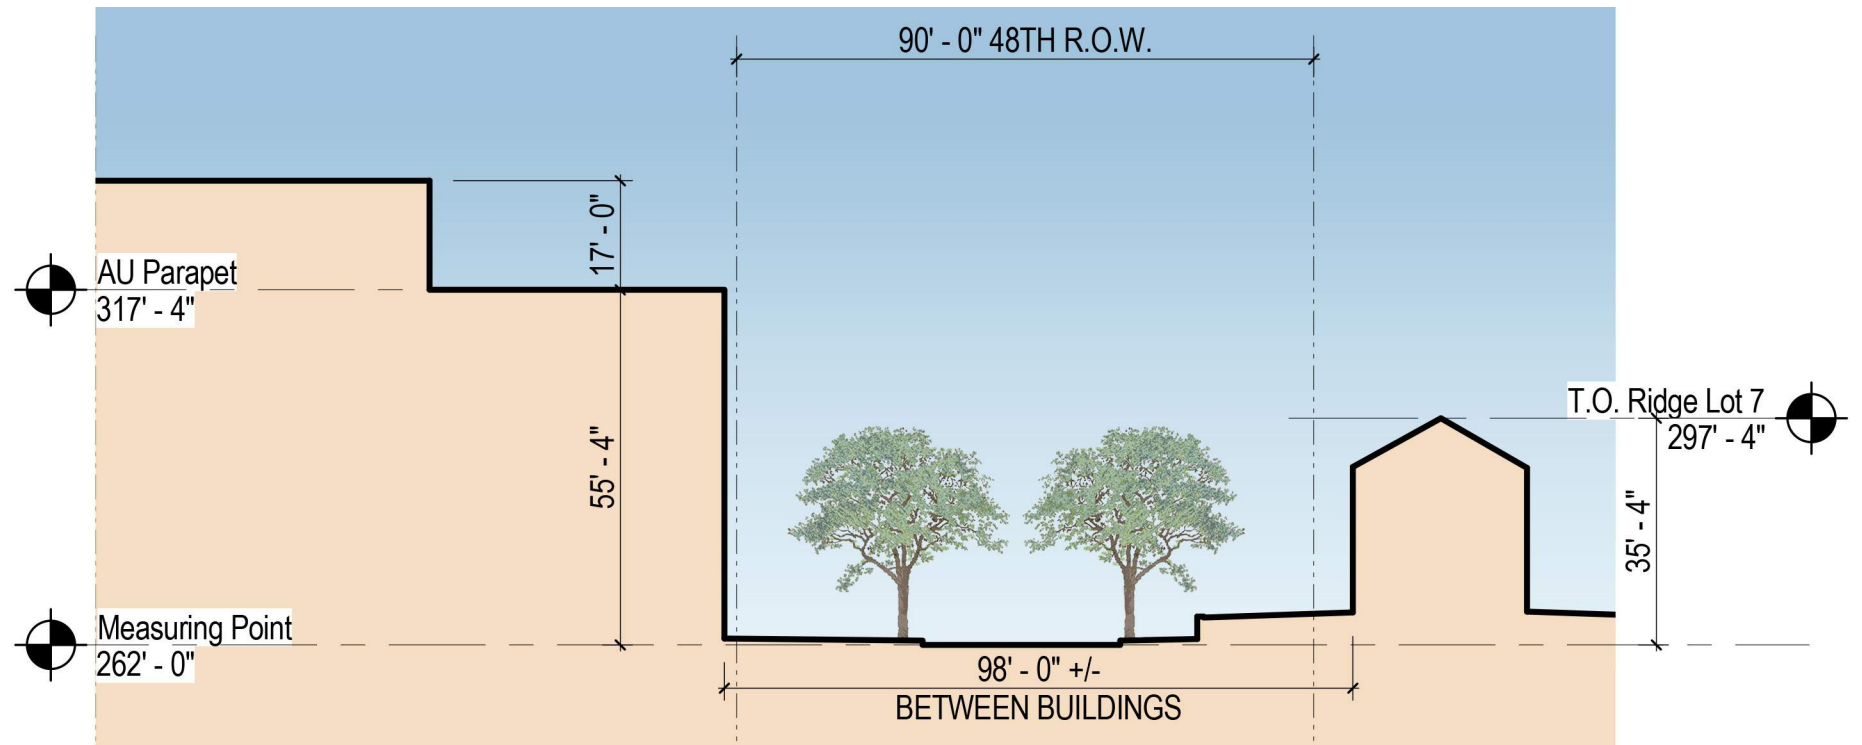 90' - 0" 48TH R.O.W.
17' - 0"
AU Parapet
317' - 4"
T.O. Ridge Lot 7
297' - 4"
55' - 4"
35' - 4"
Measuring Point
262' - 0"
98' - 0" +/-
BETWEEN BUILDINGS